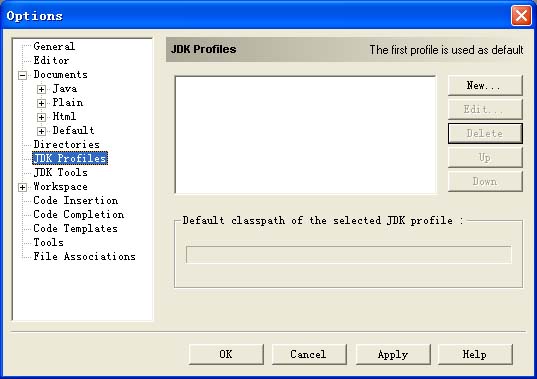 Options
General
Editor
Documents
Java
Plain
Html
Default
Directories
JDK Profiles
JDK Tools
Workspace
Code Insertion
Code Completion
Code Templates
Tools
File Associations
JDK Profiles The first profile is used as default
New...
Edit...
Delete
Up
Down
Default classpath of the selected JDK profile :
OK Cancel Apply Help